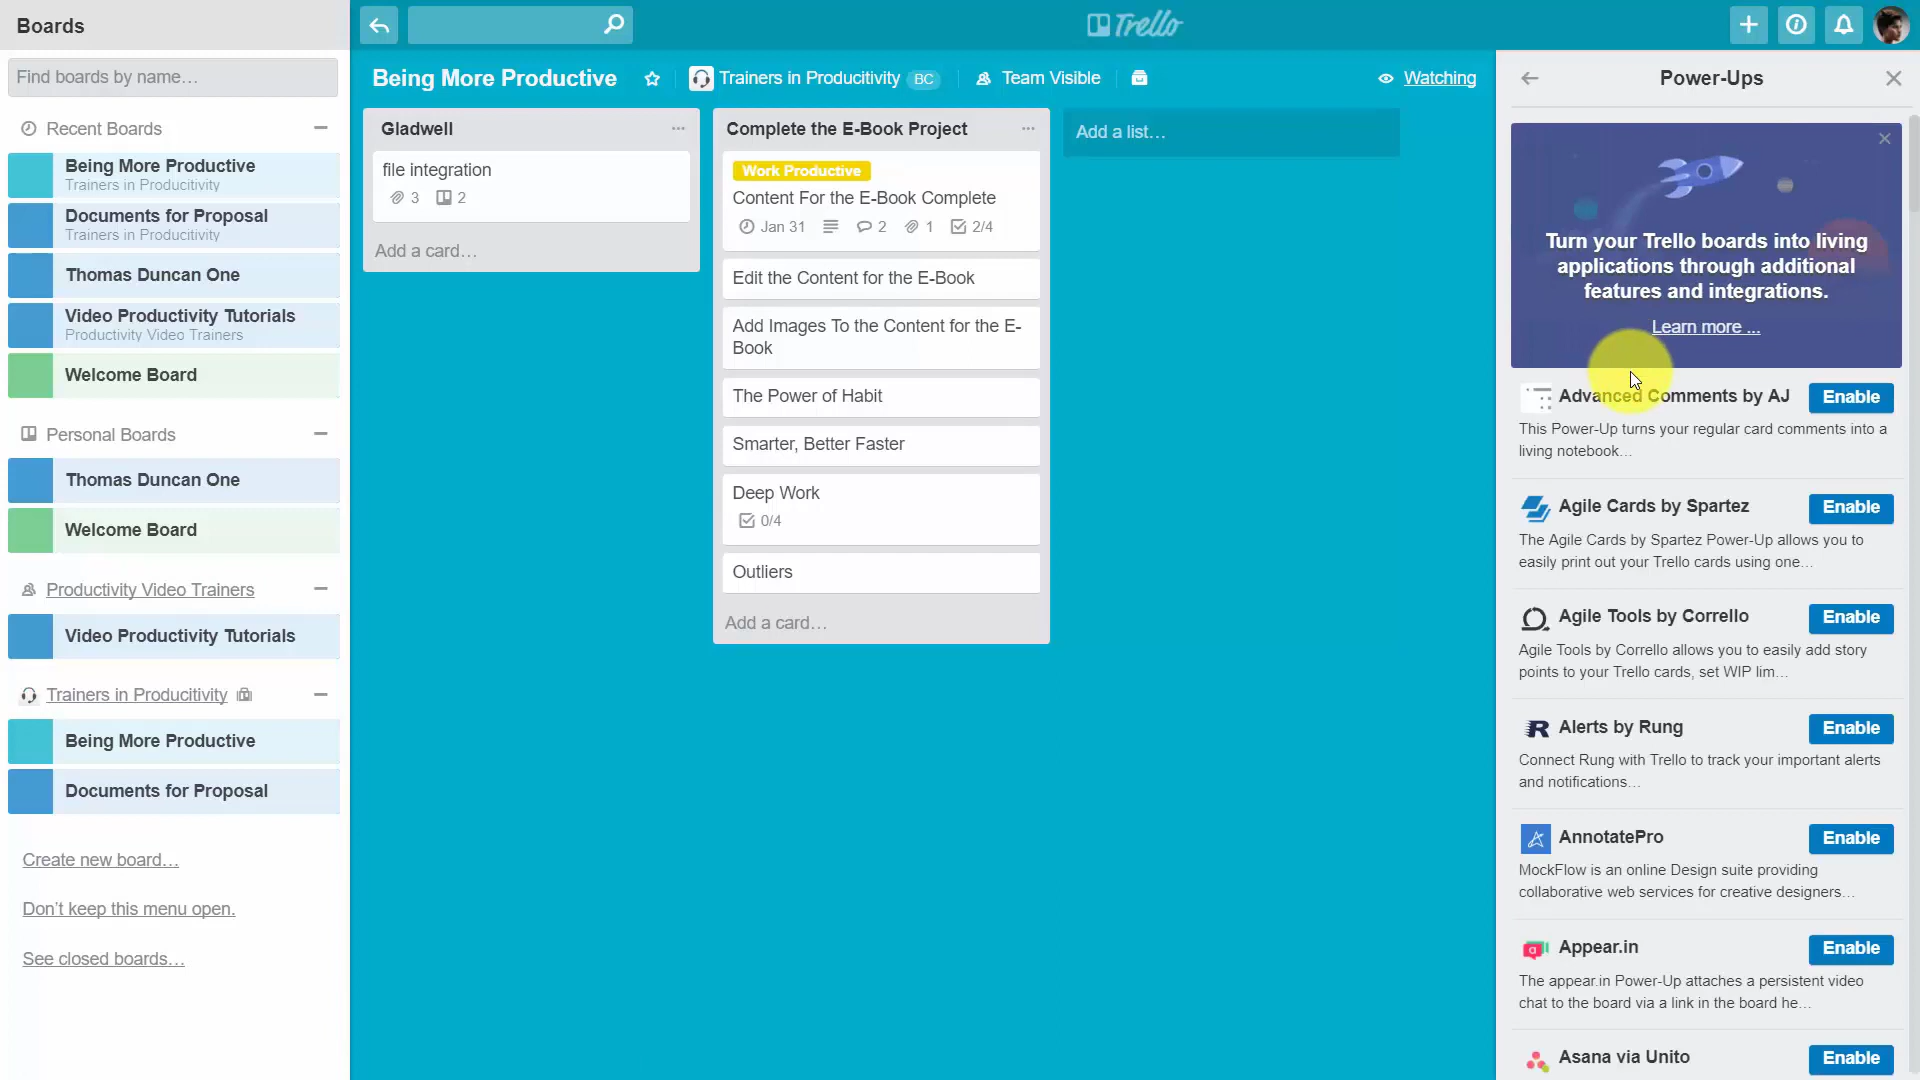 Boards
Find boards by name…
Recent Boards
Being More Productive
Trainers in Producitivity
Documents for Proposal
Trainers in Producitivity
Thomas Duncan One
Video Productivity Tutorials
Productivity Video Trainers
Welcome Board
Personal Boards
Thomas Duncan One
Welcome Board
Productivity Video Trainers
Video Productivity Tutorials
Trainers in Producitivity
Being More Productive
Documents for Proposal
Create new board…
Don't keep this menu open.
See closed boards…
Trello
Being More Productive
Trainers in Producitivity BC
Team Visible
Watching
Gladwell
file integration
3
2
Add a card…
Complete the E-Book Project
Work Productive
Content For the E-Book Complete
Jan 31
2
1
2/4
Edit the Content for the E-Book
Add Images To the Content for the E-
Book
The Power of Habit
Smarter, Better Faster
Deep Work
0/4
Outliers
Add a card…
Add a list…
Power-Ups
Turn your Trello boards into living
applications through additional
features and integrations.
Learn more ...
Advanced Comments by AJ
Enable
This Power-Up turns your regular card comments into a
living notebook…
Agile Cards by Spartez
Enable
The Agile Cards by Spartez Power-Up allows you to
easily print out your Trello cards using one…
Agile Tools by Corrello
Enable
Agile Tools by Corrello allows you to easily add story
points to your Trello cards, set WIP lim…
Alerts by Rung
Enable
Connect Rung with Trello to track your important alerts
and notifications…
AnnotatePro
Enable
MockFlow is an online Design suite providing
collaborative web services for creative designers…
Appear.in
Enable
The appear.in Power-Up attaches a persistent video
chat to the board via a link in the board he…
Asana via Unito
Enable